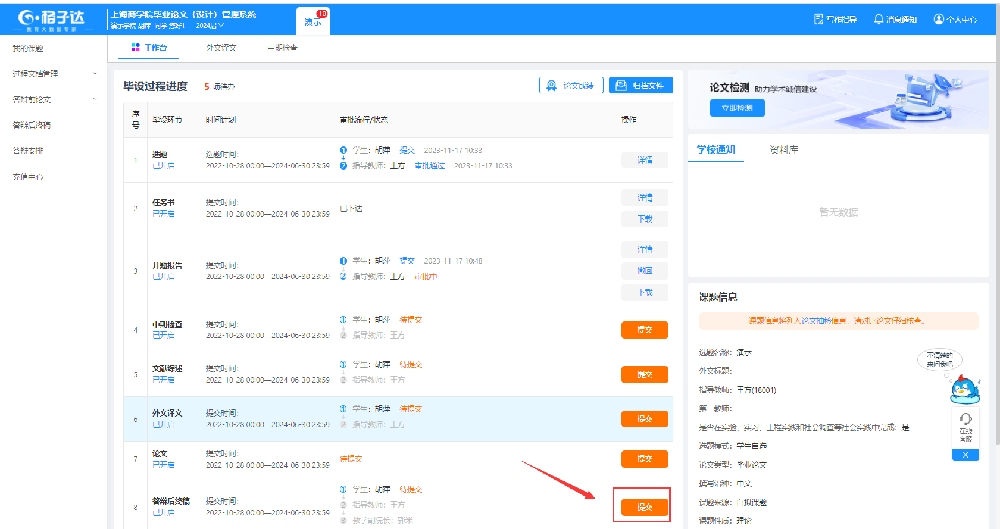 格子达
教育大数据专家
上海商学院毕业论文（设计）管理系统
演示学院 胡萍 同学 您好！ 2024届
演示 10
写作指导 消息通知 个人中心
我的课题
过程文档管理
答辩前论文
答辩后终稿
答辩安排
充值中心
工作台 外文译文 中期检查
毕设过程进度 5 项待办
论文成绩 归档文件
序号 毕设环节 时间计划 审批流程/状态 操作
1 选题 已开启
选题时间：
2022-10-28 00:00—2024-06-30 23:59
1 学生：胡萍 提交 2023-11-17 10:33
2 指导教师：王方 审批通过 2023-11-17 10:33
详情
2 任务书 已开启
提交时间：
2022-10-28 00:00—2024-06-30 23:59
已下达
详情
下载
3 开题报告 已开启
提交时间：
2022-10-28 00:00—2024-06-30 23:59
1 学生：胡萍 提交 2023-11-17 10:48
2 指导教师：王方 审批中
详情
撤回
下载
4 中期检查 已开启
提交时间：
2022-10-28 00:00—2024-06-30 23:59
1 学生：胡萍 待提交
2 指导教师：王方
提交
5 文献综述 已开启
提交时间：
2022-10-28 00:00—2024-06-30 23:59
1 学生：胡萍 待提交
2 指导教师：王方
提交
6 外文译文 已开启
提交时间：
2022-10-28 00:00—2024-06-30 23:59
1 学生：胡萍 待提交
2 指导教师：王方
提交
7 论文 已开启
提交时间：
2022-10-28 00:00—2024-06-30 23:59
待提交
提交
8 答辩后终稿 已开启
提交时间：
2022-10-28 00:00—2024-06-30 23:59
1 学生：胡萍 待提交
2 指导教师：王方
3 教学副院长：郭米
提交
论文检测 助力学术诚信建设
立即检测
学校通知 资料库
暂无数据
课题信息
课题信息将列入论文抽检信息，请对比论文仔细核查。
选题名称：演示
外文标题：
指导教师：王方(18001)
第二教师：
是否在实验、实习、工程实践和社会调查等社会实践中完成：是
选题模式：学生自选
论文类型：毕业论文
撰写语种：中文
课题来源：自拟课题
课题性质：理论
不清楚的
来问我吧
在线
客服
X